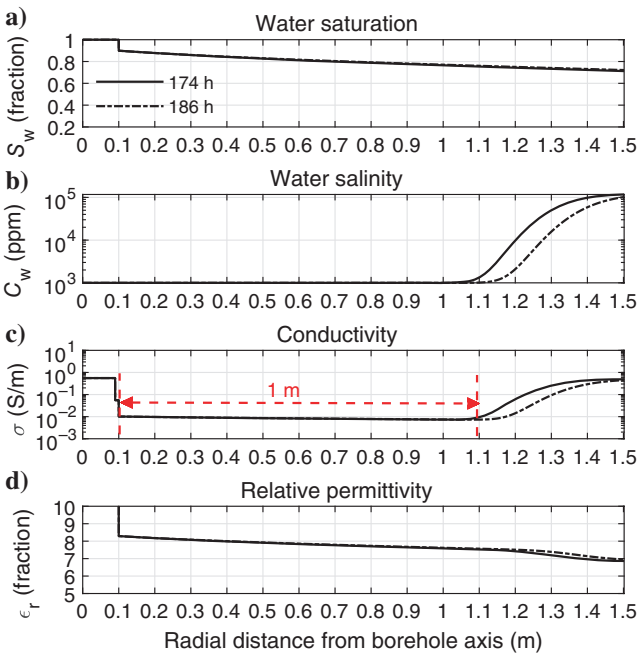 a) Water saturation
S_w (fraction)
1
0.8
0.6
0.4
0.2
174 h
186 h
0 0.1 0.2 0.3 0.4 0.5 0.6 0.7 0.8 0.9 1 1.1 1.2 1.3 1.4 1.5
b) Water salinity
C_w (ppm)
10^5
10^4
10^3
0 0.1 0.2 0.3 0.4 0.5 0.6 0.7 0.8 0.9 1 1.1 1.2 1.3 1.4 1.5
c) Conductivity
σ (S/m)
10^1
10^0
10^-1
10^-2
10^-3
1 m
0 0.1 0.2 0.3 0.4 0.5 0.6 0.7 0.8 0.9 1 1.1 1.2 1.3 1.4 1.5
d) Relative permittivity
ϵ_r (fraction)
10
9
8
7
6
5
0 0.1 0.2 0.3 0.4 0.5 0.6 0.7 0.8 0.9 1 1.1 1.2 1.3 1.4 1.5
Radial distance from borehole axis (m)